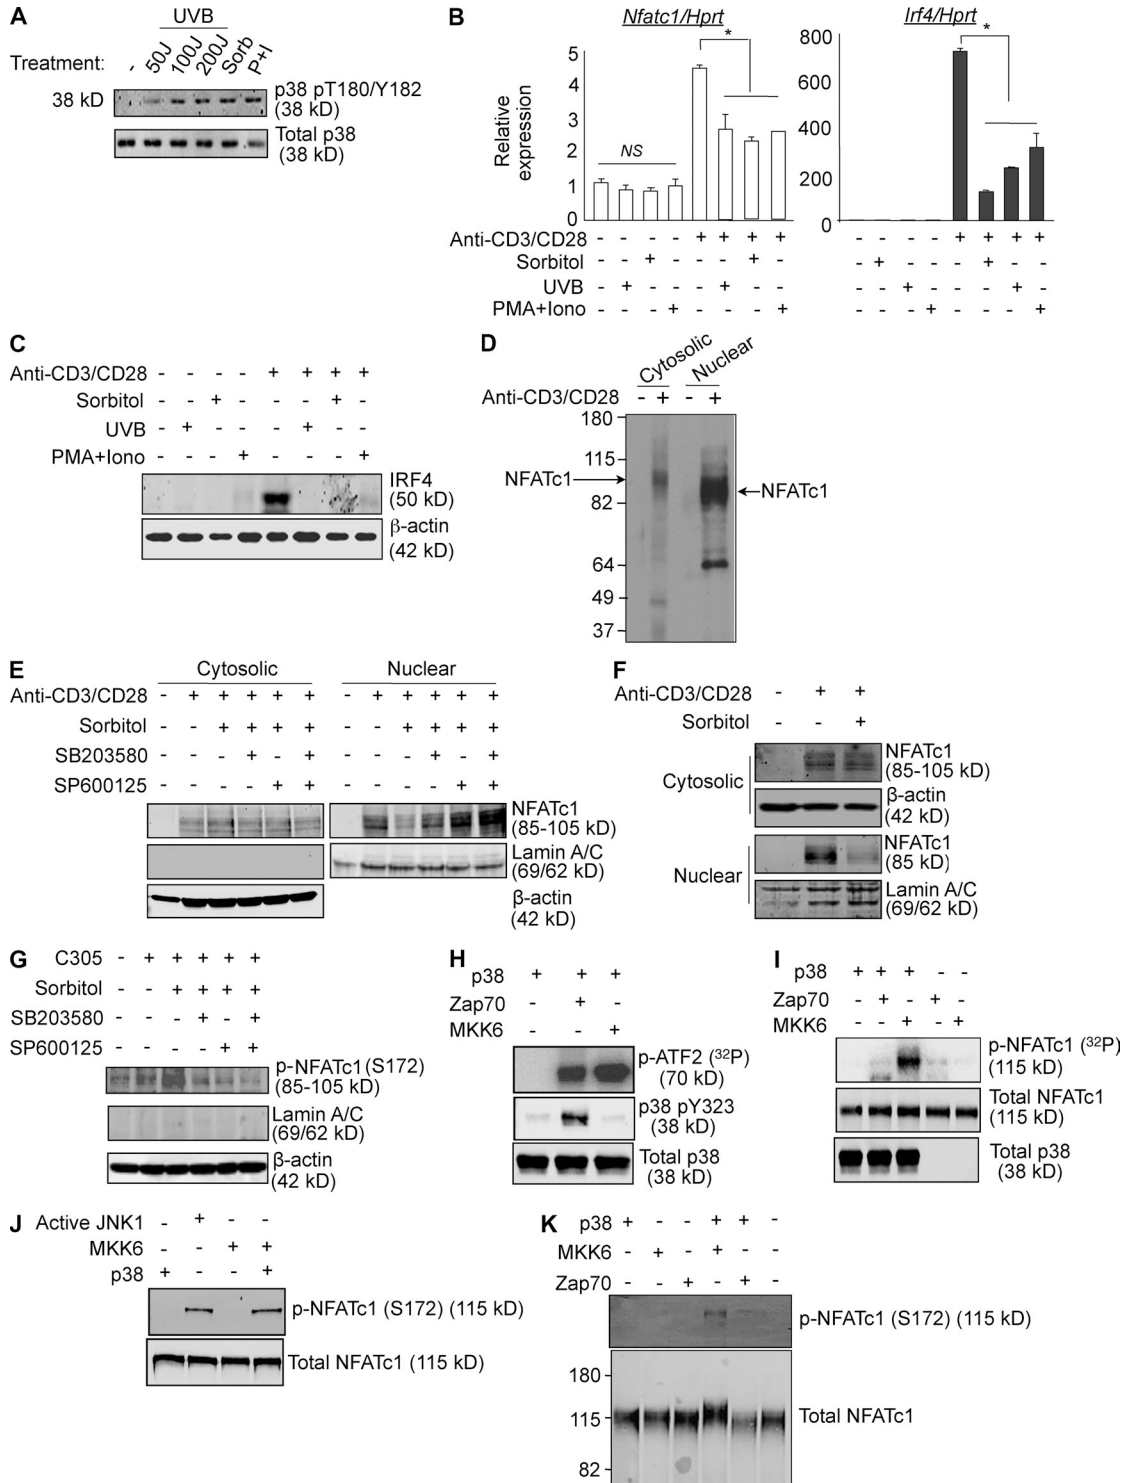 A
UVB
Treatment: - 50J 100J 200J Sorb P+I
38 kD
p38 pT180/Y182
(38 kD)
Total p38
(38 kD)
B
Nfatc1/Hprt
Irf4/Hprt
Relative
expression
5
4
3
2
1
0
NS
*
800
600
400
200
0
*
Anti-CD3/CD28 - - - - + + + + - - - - + + + +
Sorbitol - - + - - - + - - + - - - + - -
UVB - + - - - + - - - - + - - - + -
PMA+Iono - - - + - - - + - - - + - - - +
C
Anti-CD3/CD28 - - - - + + + +
Sorbitol - - + - - - + -
UVB - + - - - + - -
PMA+Iono - - - + - - - +
IRF4
(50 kD)
β-actin
(42 kD)
D
Cytosolic Nuclear
Anti-CD3/CD28 - + - +
180
115
82
64
49
37
NFATc1
NFATc1
E
Cytosolic Nuclear
Anti-CD3/CD28 - + + + + + - + + + + +
Sorbitol - - + + + + - - + + + +
SB203580 - - - + - + - - - + - +
SP600125 - - - - + + - - - - + +
NFATc1
(85-105 kD)
Lamin A/C
(69/62 kD)
β-actin
(42 kD)
F
Anti-CD3/CD28 - + +
Sorbitol - - +
Cytosolic
NFATc1
(85-105 kD)
β-actin
(42 kD)
Nuclear
NFATc1
(85 kD)
Lamin A/C
(69/62 kD)
G
C305 - + + + + +
Sorbitol - - + + + +
SB203580 - - - + - +
SP600125 - - - - + +
p-NFATc1(S172)
(85-105 kD)
Lamin A/C
(69/62 kD)
β-actin
(42 kD)
H
p38 + + +
Zap70 - + -
MKK6 - - +
p-ATF2 (32P)
(70 kD)
p38 pY323
(38 kD)
Total p38
(38 kD)
I
p38 + + + - -
Zap70 - + - + -
MKK6 - - + - +
p-NFATc1 (32P)
(115 kD)
Total NFATc1
(115 kD)
Total p38
(38 kD)
J
Active JNK1 - + - -
MKK6 - - + +
p38 + - - +
p-NFATc1 (S172) (115 kD)
Total NFATc1 (115 kD)
K
p38 + - - + + -
MKK6 - + - + - -
Zap70 - - + - + -
p-NFATc1 (S172) (115 kD)
180
115
82
Total NFATc1